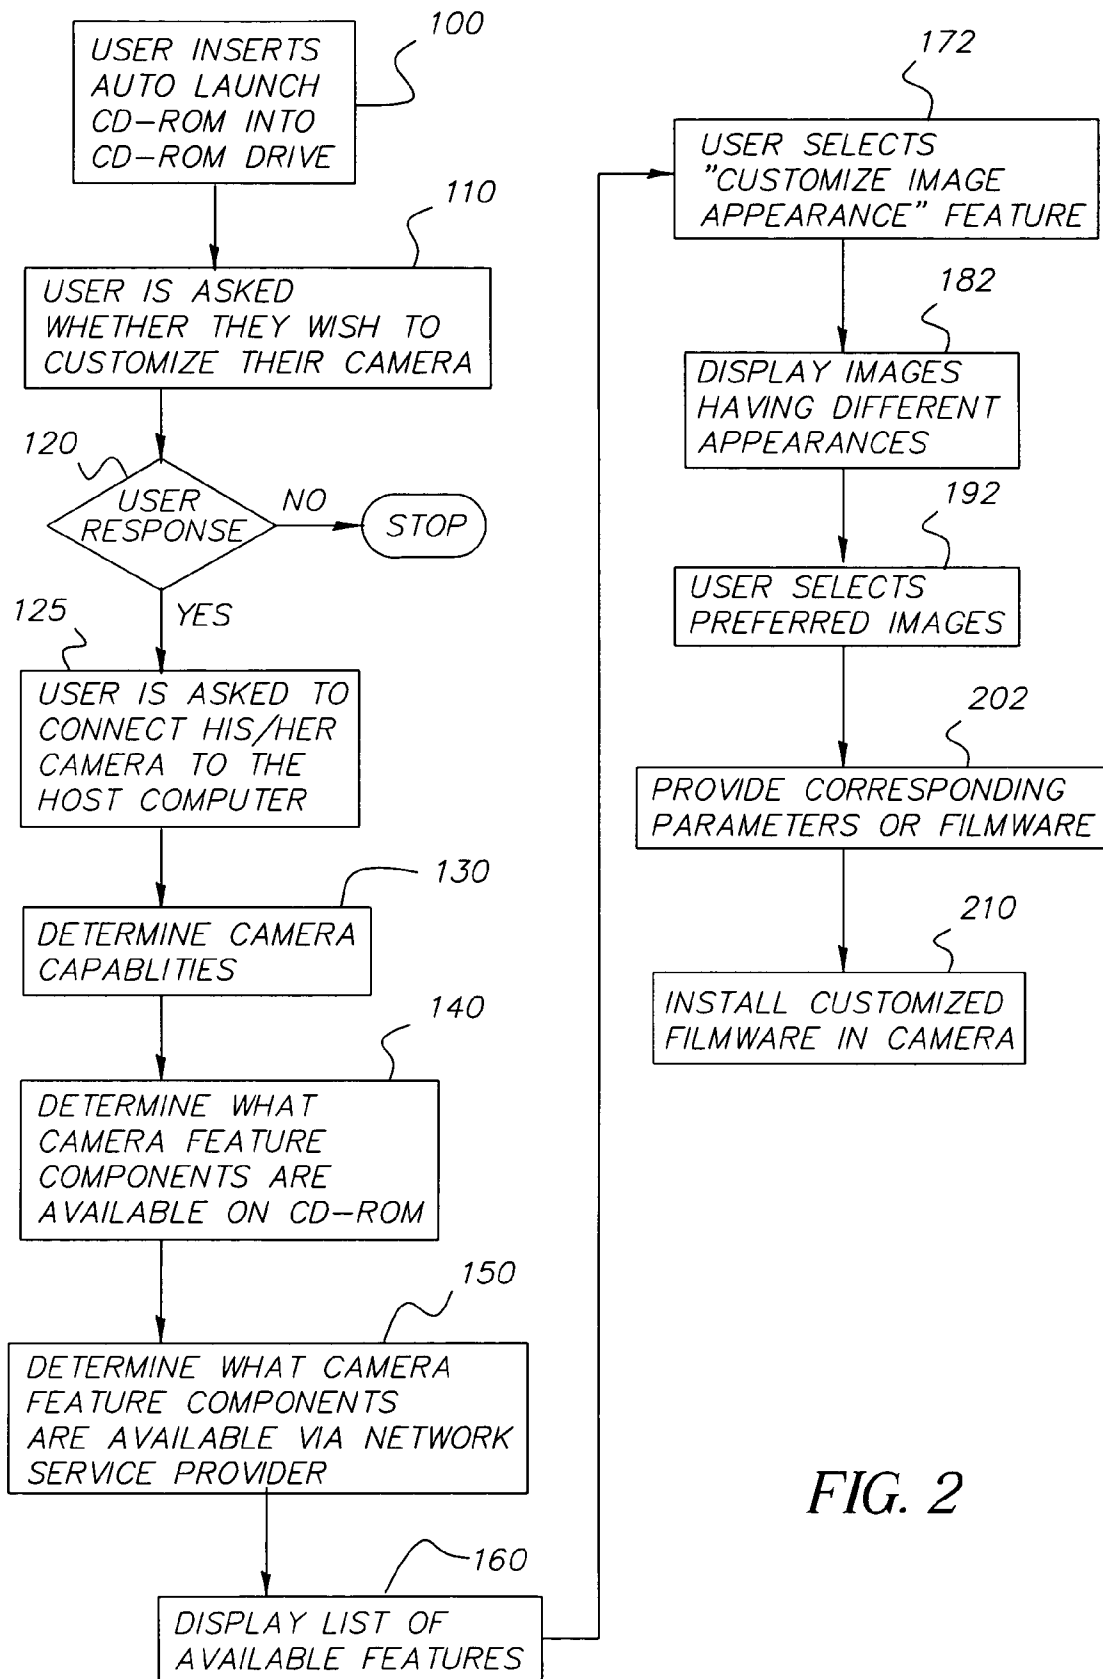 100
USER INSERTS
AUTO LAUNCH
CD-ROM INTO
CD-ROM DRIVE
110
USER IS ASKED
WHETHER THEY WISH TO
CUSTOMIZE THEIR CAMERA
120
USER
RESPONSE
NO
STOP
YES
125
USER IS ASKED TO
CONNECT HIS/HER
CAMERA TO THE
HOST COMPUTER
130
DETERMINE CAMERA
CAPABLITIES
140
DETERMINE WHAT
CAMERA FEATURE
COMPONENTS ARE
AVAILABLE ON CD-ROM
150
DETERMINE WHAT CAMERA
FEATURE COMPONENTS
ARE AVAILABLE VIA NETWORK
SERVICE PROVIDER
160
DISPLAY LIST OF
AVAILABLE FEATURES
172
USER SELECTS
"CUSTOMIZE IMAGE
APPEARANCE" FEATURE
182
DISPLAY IMAGES
HAVING DIFFERENT
APPEARANCES
192
USER SELECTS
PREFERRED IMAGES
202
PROVIDE CORRESPONDING
PARAMETERS OR FILMWARE
210
INSTALL CUSTOMIZED
FILMWARE IN CAMERA
FIG. 2